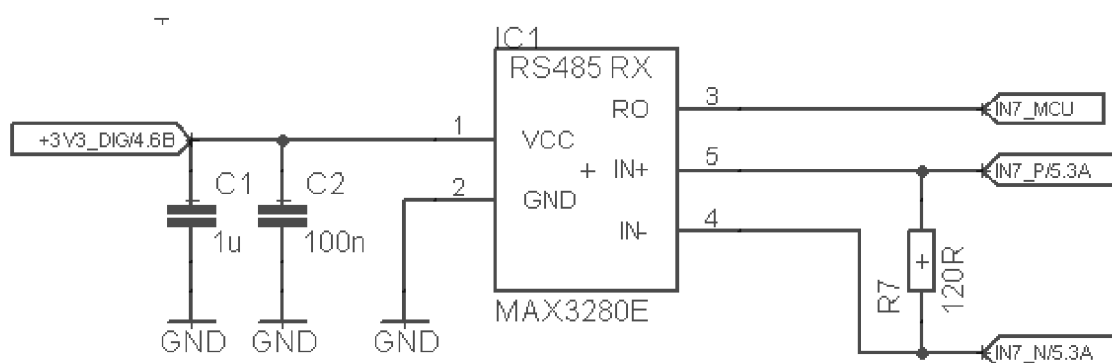 IC1
RS485 RX
+3V3_DIG/4.6B
1
VCC
RO
3
IN7_MCU
+ IN+
5
IN7_P/5.3A
2
GND
IN-
4
C1
1u
C2
100n
R7
+
120R
MAX3280E
IN7_N/5.3A
GND
GND
GND